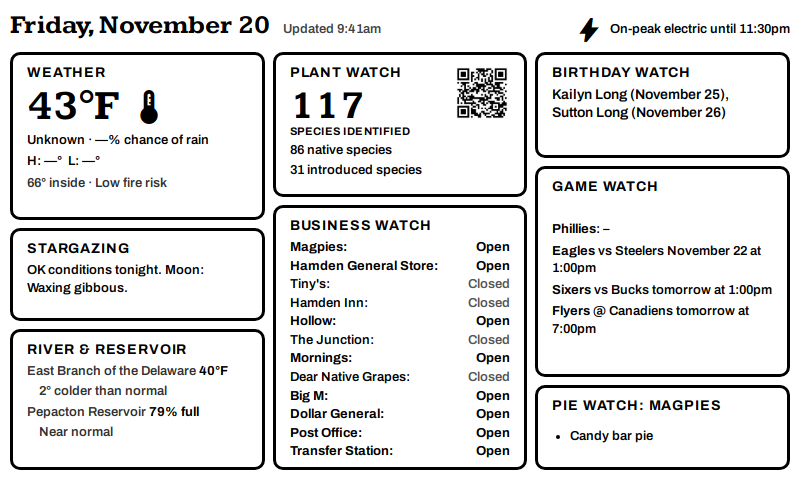 Friday, November 20 Updated 9:41am
On-peak electric until 11:30pm
WEATHER
43°F
Unknown · —% chance of rain
H: —° L: —°
66° inside · Low fire risk
STARGAZING
OK conditions tonight. Moon:
Waxing gibbous.
RIVER & RESERVOIR
East Branch of the Delaware 40°F
2° colder than normal
Pepacton Reservoir 79% full
Near normal
PLANT WATCH
117
SPECIES IDENTIFIED
86 native species
31 introduced species
BUSINESS WATCH
Magpies: Open
Hamden General Store: Open
Tiny's: Closed
Hamden Inn: Closed
Hollow: Open
The Junction: Closed
Mornings: Open
Dear Native Grapes: Closed
Big M: Open
Dollar General: Open
Post Office: Open
Transfer Station: Open
BIRTHDAY WATCH
Kailyn Long (November 25),
Sutton Long (November 26)
GAME WATCH
Phillies: –
Eagles vs Steelers November 22 at
1:00pm
Sixers vs Bucks tomorrow at 1:00pm
Flyers @ Canadiens tomorrow at
7:00pm
PIE WATCH: MAGPIES
• Candy bar pie